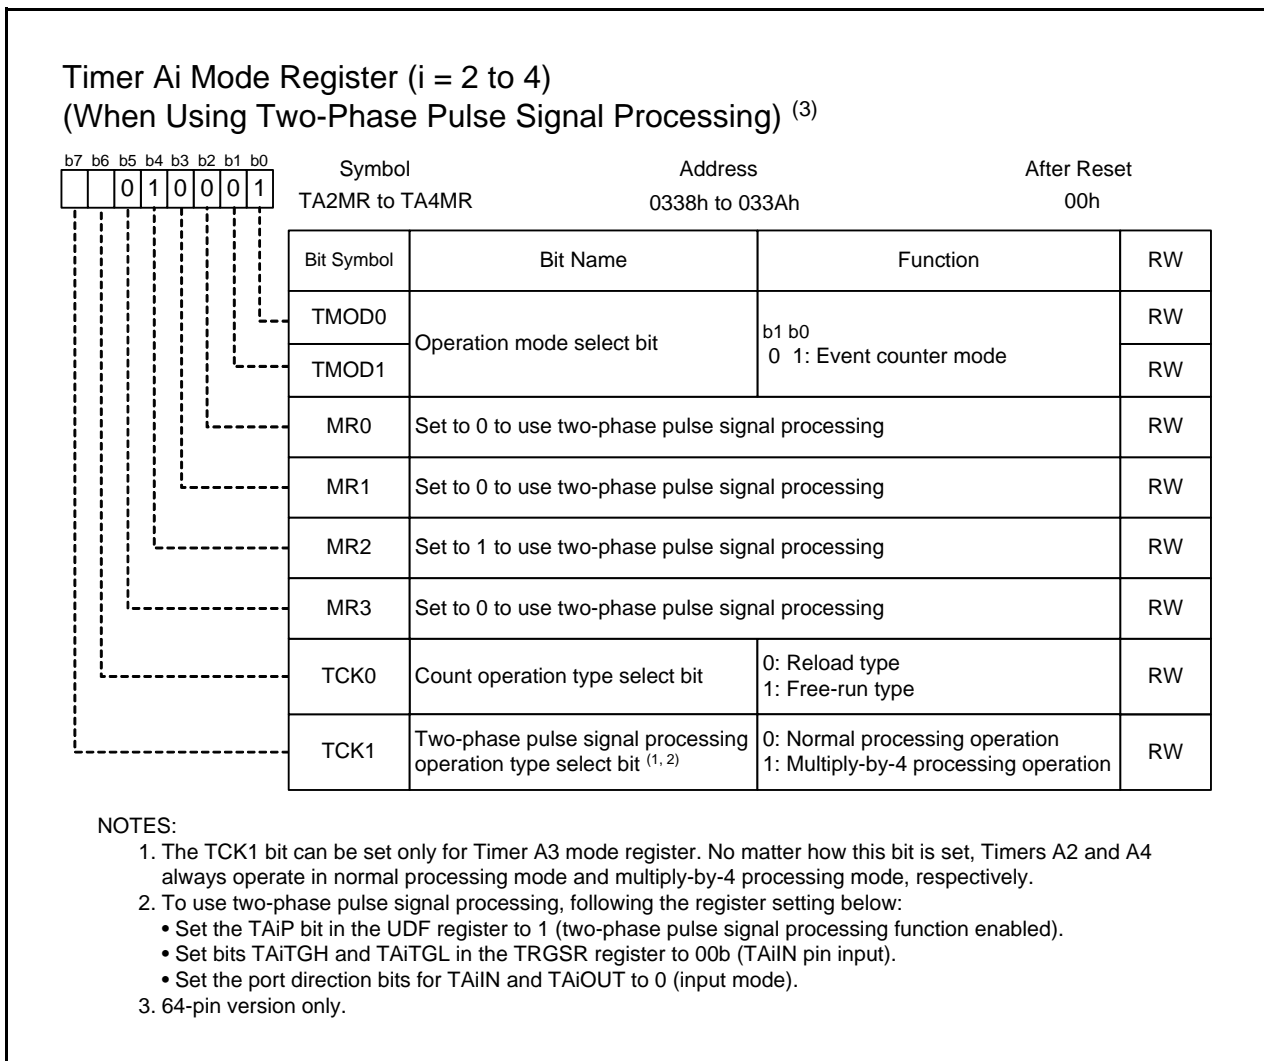 Timer Ai Mode Register (i = 2 to 4)
(When Using Two-Phase Pulse Signal Processing) (3)
b7 b6 b5 b4 b3 b2 b1 b0
0 1 0 0 0 1
Symbol Address After Reset
TA2MR to TA4MR 0338h to 033Ah 00h
Bit Symbol Bit Name Function RW
TMOD0 RW
Operation mode select bit
b1 b0
0 1: Event counter mode
TMOD1 RW
MR0 Set to 0 to use two-phase pulse signal processing RW
MR1 Set to 0 to use two-phase pulse signal processing RW
MR2 Set to 1 to use two-phase pulse signal processing RW
MR3 Set to 0 to use two-phase pulse signal processing RW
TCK0 Count operation type select bit
0: Reload type
1: Free-run type
RW
TCK1
Two-phase pulse signal processing
operation type select bit (1, 2)
0: Normal processing operation
1: Multiply-by-4 processing operation
RW
NOTES:
1. The TCK1 bit can be set only for Timer A3 mode register. No matter how this bit is set, Timers A2 and A4
always operate in normal processing mode and multiply-by-4 processing mode, respectively.
2. To use two-phase pulse signal processing, following the register setting below:
• Set the TAiP bit in the UDF register to 1 (two-phase pulse signal processing function enabled).
• Set bits TAiTGH and TAiTGL in the TRGSR register to 00b (TAiIN pin input).
• Set the port direction bits for TAiIN and TAiOUT to 0 (input mode).
3. 64-pin version only.